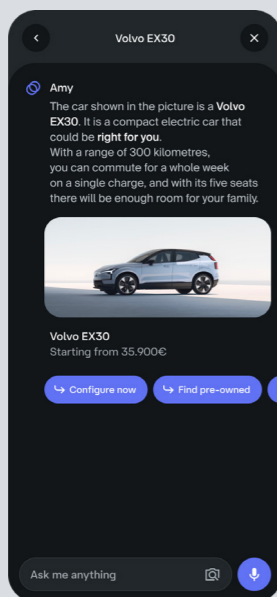 Volvo EX30
Amy
The car shown in the picture is a Volvo
EX30. It is a compact electric car that
could be right for you.
With a range of 300 kilometres,
you can commute for a whole week
on a single charge, and with its five seats
there will be enough room for your family.
Volvo EX30
Starting from 35.900€
Configure now
Find pre-owned
Ask me anything